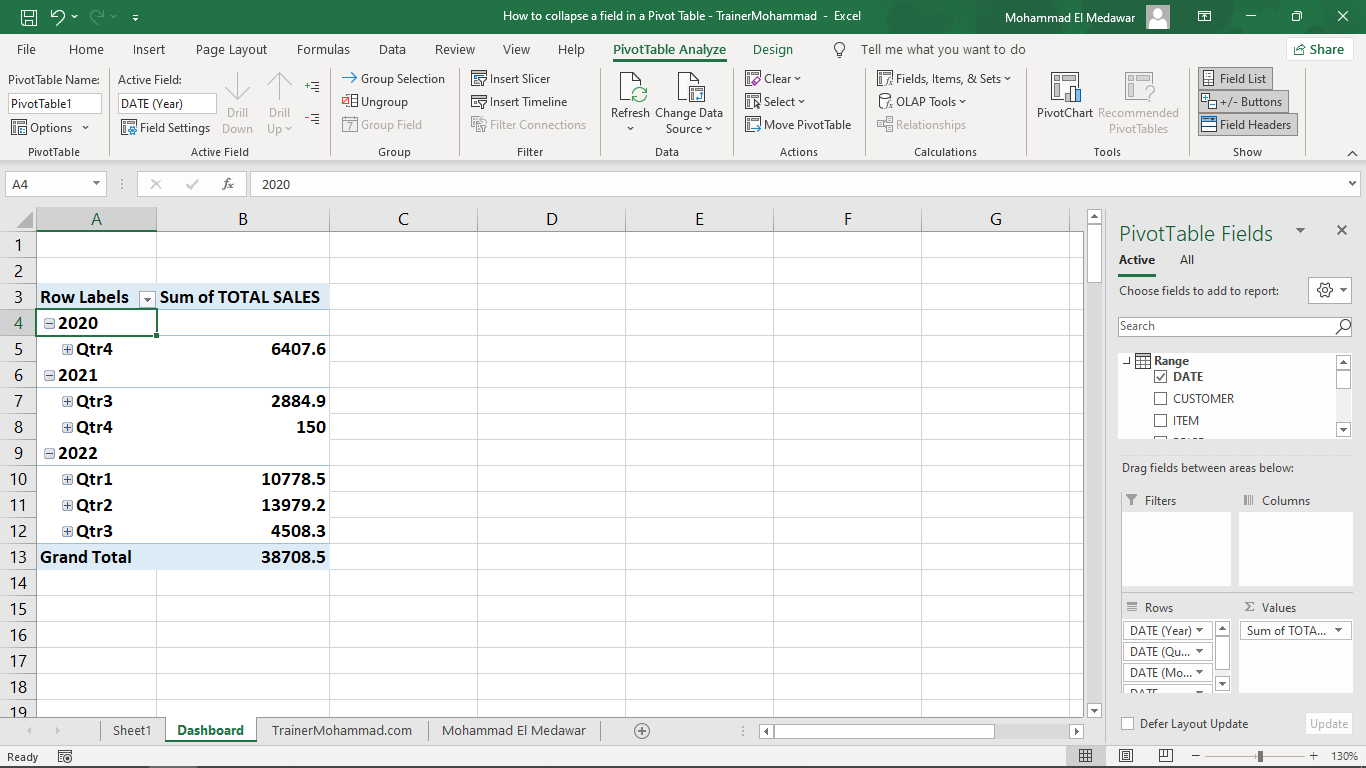 How to collapse a field in a Pivot Table - TrainerMohammad - Excel
Mohammad El Medawar
File Home Insert Page Layout Formulas Data Review View Help PivotTable Analyze Design Tell me what you want to do Share
PivotTable Name:
PivotTable1
Options
PivotTable
Active Field:
DATE (Year)
Field Settings
Drill
Down
Drill
Up
Active Field
Group Selection
Ungroup
Group Field
Group
Insert Slicer
Insert Timeline
Filter Connections
Filter
Refresh
Change Data
Source
Data
Clear
Select
Move PivotTable
Actions
Fields, Items, & Sets
OLAP Tools
Relationships
Calculations
PivotChart
Recommended
PivotTables
Tools
Field List
+/- Buttons
Field Headers
Show
A4 fx 2020
A B C D E F G
1
2
3 Row Labels Sum of TOTAL SALES
4 2020
5 Qtr4 6407.6
6 2021
7 Qtr3 2884.9
8 Qtr4 150
9 2022
10 Qtr1 10778.5
11 Qtr2 13979.2
12 Qtr3 4508.3
13 Grand Total 38708.5
14
15
16
17
18
19
PivotTable Fields
Active All
Choose fields to add to report:
Search
Range
DATE
CUSTOMER
ITEM
Drag fields between areas below:
Filters
Columns
Rows
DATE (Year)
DATE (Qu...
DATE (Mo...
DATE
Σ Values
Sum of TOTA...
Defer Layout Update Update
Sheet1 Dashboard TrainerMohammad.com Mohammad El Medawar
Ready 130%